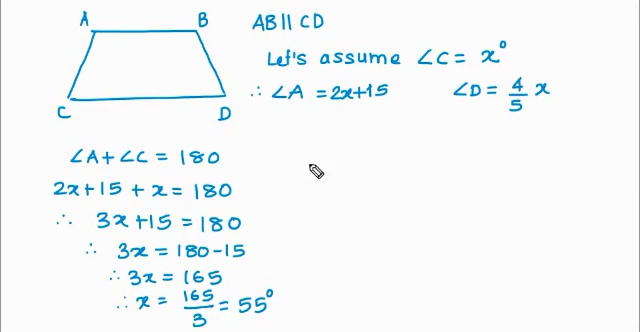 A B
C D
AB || CD
Let's assume ∠C = x°
∴ ∠A = 2x+15 ∠D = 4/5 x
∠A + ∠C = 180
2x+15 + x = 180
∴ 3x+15 = 180
∴ 3x = 180-15
∴ 3x = 165
∴ x = 165/3 = 55°